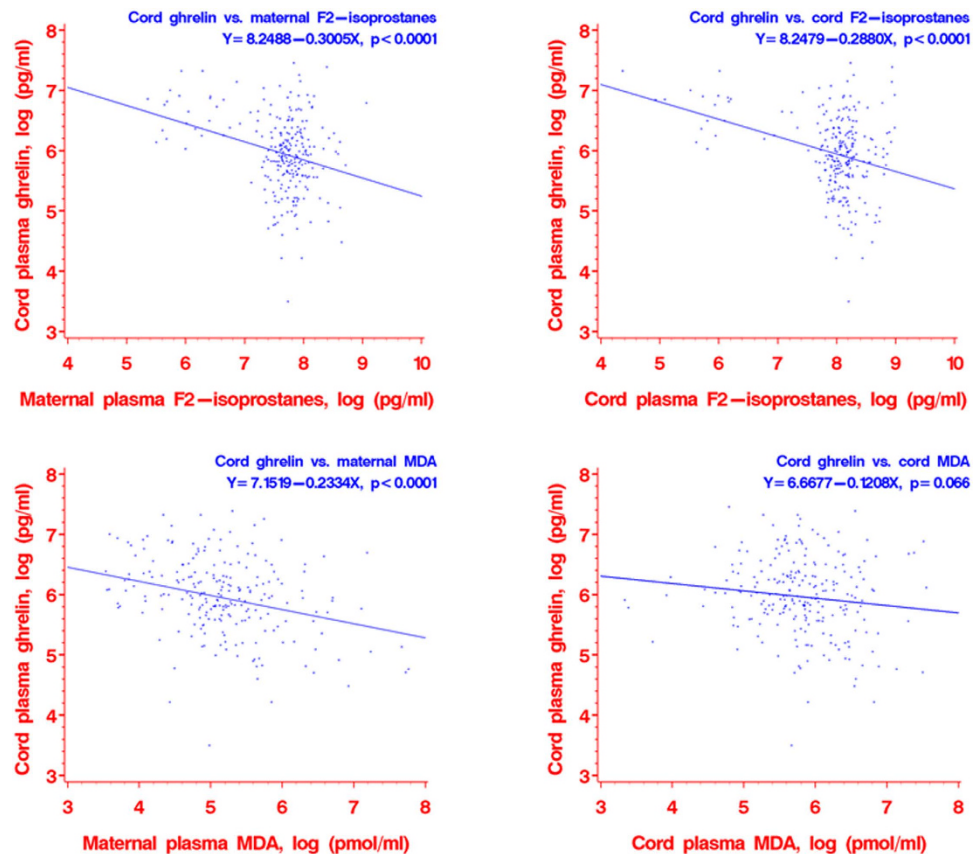 Cord ghrelin vs. maternal F2−isoprostanes
Y= 8.2488−0.3005X, p<0.0001
Cord plasma ghrelin, log (pg/ml)
8
7
6
5
4
3
4 5 6 7 8 9 10
Maternal plasma F2−isoprostanes, log (pg/ml)
Cord ghrelin vs. cord F2−isoprostanes
Y= 8.2479−0.2880X, p<0.0001
Cord plasma ghrelin, log (pg/ml)
8
7
6
5
4
3
4 5 6 7 8 9 10
Cord plasma F2−isoprostanes, log (pg/ml)
Cord ghrelin vs. maternal MDA
Y= 7.1519−0.2334X, p<0.0001
Cord plasma ghrelin, log (pg/ml)
8
7
6
5
4
3
3 4 5 6 7 8
Maternal plasma MDA, log (pmol/ml)
Cord ghrelin vs. cord MDA
Y= 6.6677−0.1208X, p=0.066
Cord plasma ghrelin, log (pg/ml)
8
7
6
5
4
3
3 4 5 6 7 8
Cord plasma MDA, log (pmol/ml)